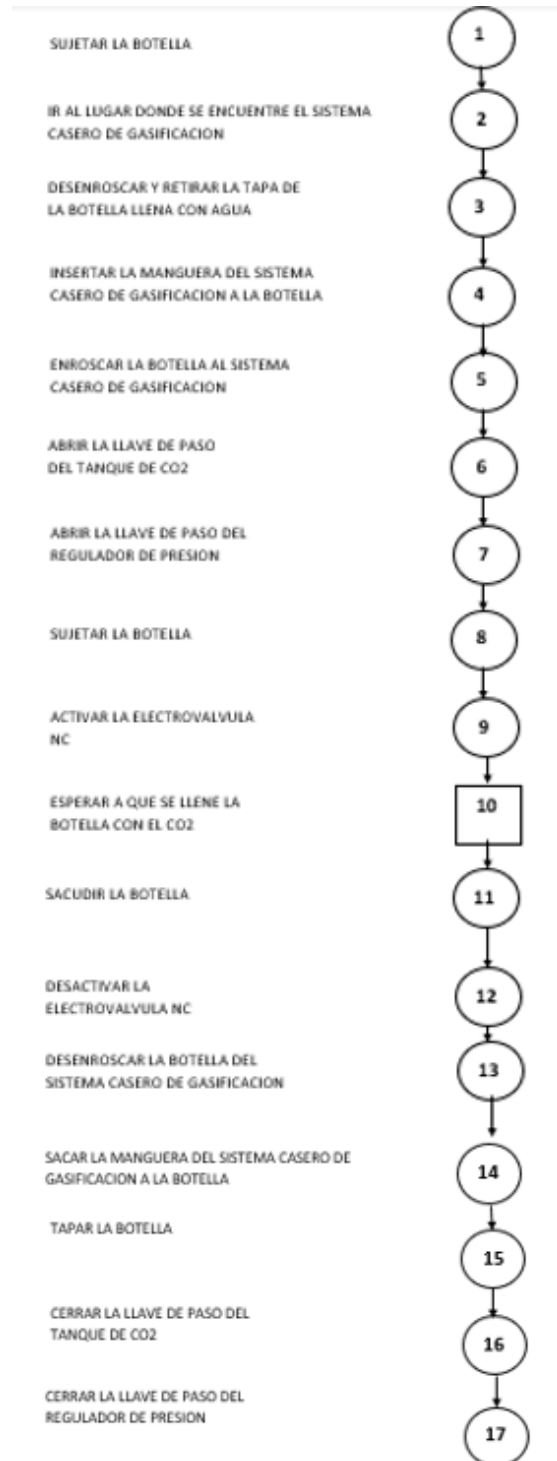 SUJETAR LA BOTELLA
1
IR AL LUGAR DONDE SE ENCUENTRE EL SISTEMA
CASERO DE GASIFICACION
2
DESENROSCAR Y RETIRAR LA TAPA DE
LA BOTELLA LLENA CON AGUA
3
INSERTAR LA MANGUERA DEL SISTEMA
CASERO DE GASIFICACION A LA BOTELLA
4
ENROSCAR LA BOTELLA AL SISTEMA
CASERO DE GASIFICACION
5
ABRIR LA LLAVE DE PASO
DEL TANQUE DE CO2
6
ABRIR LA LLAVE DE PASO DEL
REGULADOR DE PRESION
7
SUJETAR LA BOTELLA
8
ACTIVAR LA ELECTROVALVULA
NC
9
ESPERAR A QUE SE LLENE LA
BOTELLA CON EL CO2
10
SACUDIR LA BOTELLA
11
DESACTIVAR LA
ELECTROVALVULA NC
12
DESENROSCAR LA BOTELLA DEL
SISTEMA CASERO DE GASIFICACION
13
SACAR LA MANGUERA DEL SISTEMA CASERO DE
GASIFICACION A LA BOTELLA
14
TAPAR LA BOTELLA
15
CERRAR LA LLAVE DE PASO DEL
TANQUE DE CO2
16
CERRAR LA LLAVE DE PASO DEL
REGULADOR DE PRESION
17